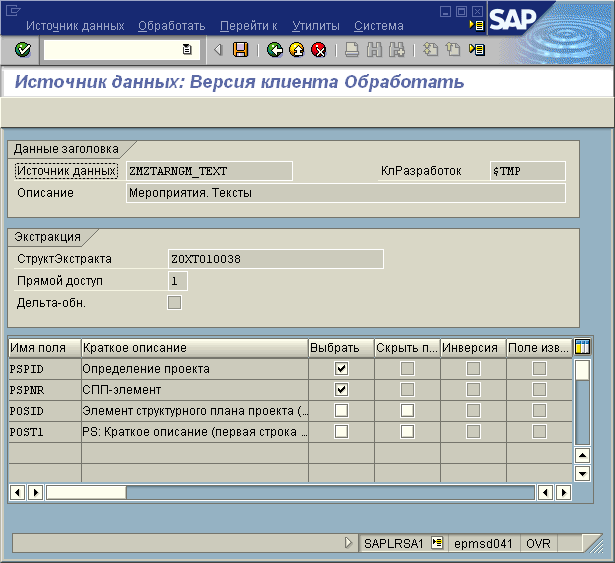 Источник данных Обработать Перейти к Утилиты Система
SAP
Источник данных: Версия клиента Обработать
Данные заголовка
Источник данных ZMZTARNGM_TEXT КлРазработок $TMP
Описание Мероприятия. Тексты
Экстракция
СтруктЭкстракта ZOXT010038
Прямой доступ 1
Дельта-обн.
Имя поля Краткое описание Выбрать Скрыть п... Инверсия Поле изв...
PSPID Определение проекта
PSPNR СПП-элемент
POSID Элемент структурного плана проекта (...
POST1 PS: Краткое описание (первая строка ...
SAPLRSA1 epmsd041 OVR